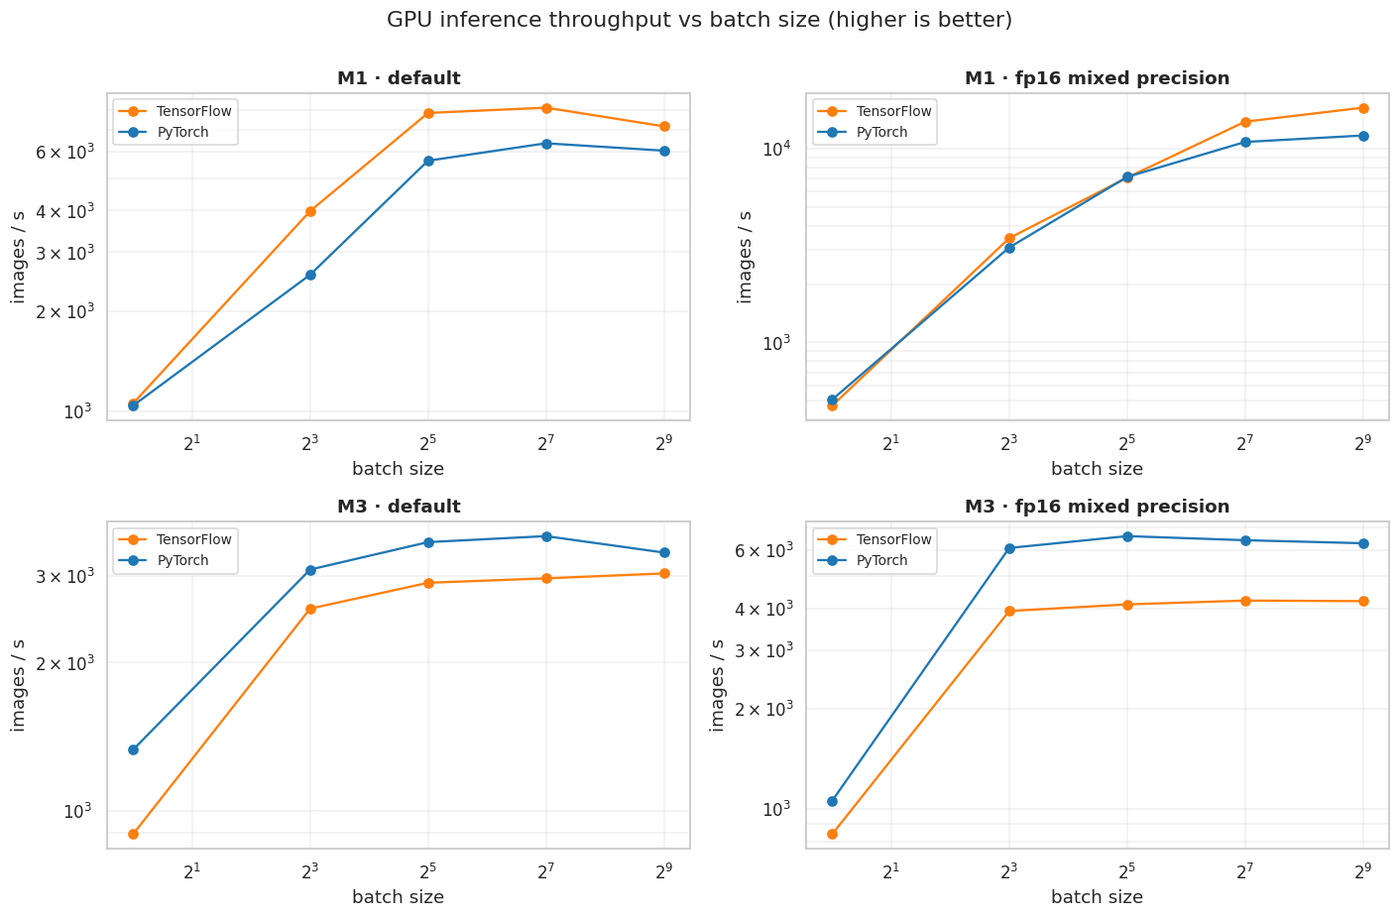 GPU inference throughput vs batch size (higher is better)
M1 · default
TensorFlow
PyTorch
6 × 10³
4 × 10³
3 × 10³
2 × 10³
10³
images / s
2¹ 2³ 2⁵ 2⁷ 2⁹
batch size
M1 · fp16 mixed precision
TensorFlow
PyTorch
10⁴
10³
images / s
2¹ 2³ 2⁵ 2⁷ 2⁹
batch size
M3 · default
TensorFlow
PyTorch
3 × 10³
2 × 10³
10³
images / s
2¹ 2³ 2⁵ 2⁷ 2⁹
batch size
M3 · fp16 mixed precision
TensorFlow
PyTorch
6 × 10³
4 × 10³
3 × 10³
2 × 10³
10³
images / s
2¹ 2³ 2⁵ 2⁷ 2⁹
batch size